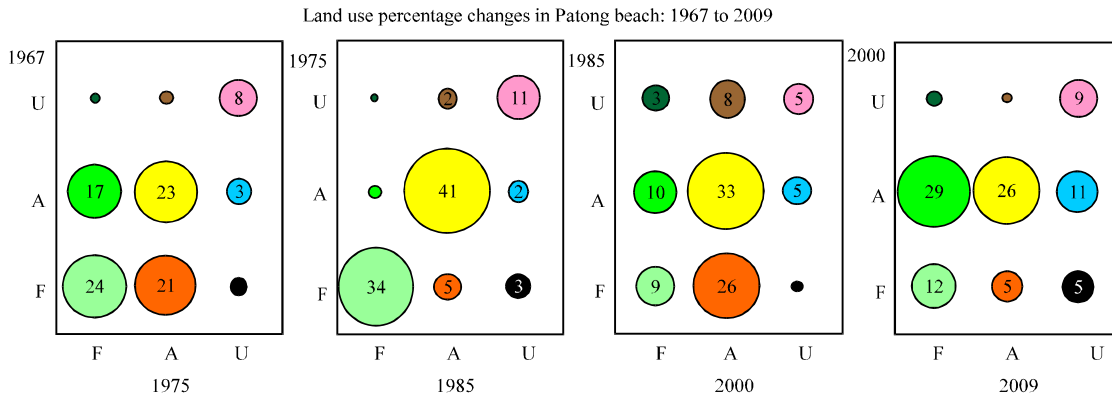 Land use percentage changes in Patong beach: 1967 to 2009
1967 1975 1985 2000
U 8 U 2 11 U 3 8 5 U 9
A 17 23 3 A 41 2 A 10 33 5 A 29 26 11
F 24 21 F 34 5 3 F 9 26 F 12 5 5
F A U F A U F A U F A U
1975 1985 2000 2009